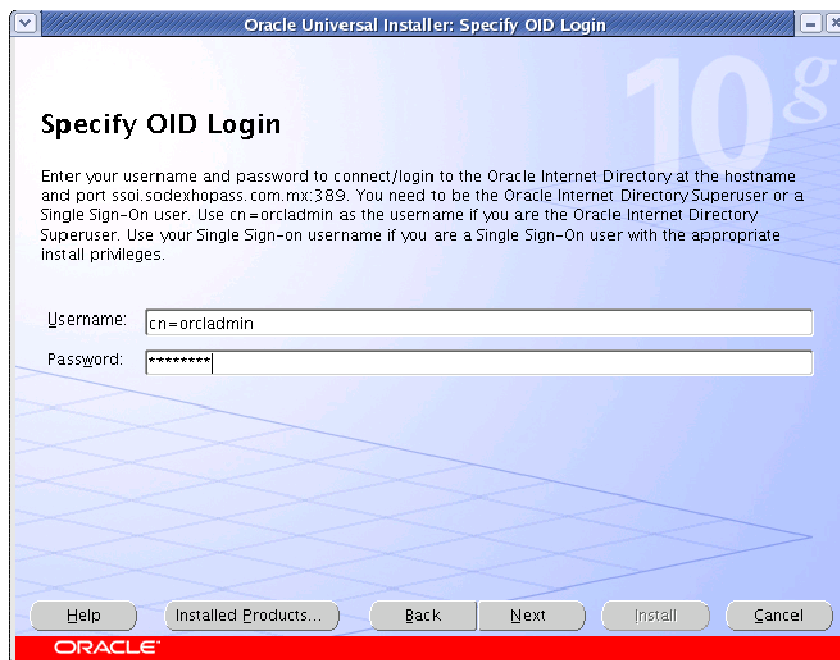 Oracle Universal Installer: Specify OID Login
10g
Specify OID Login
Enter your username and password to connect/login to the Oracle Internet Directory at the hostname
and port ssoi.sodexhopass.com.mx:389. You need to be the Oracle Internet Directory Superuser or a
Single Sign-On user. Use cn=orcladmin as the username if you are the Oracle Internet Directory
Superuser. Use your Single Sign-on username if you are a Single Sign-On user with the appropriate
install privileges.
Username: cn=orcladmin
Password: ********
Help Installed Products... Back Next Install Cancel
ORACLE